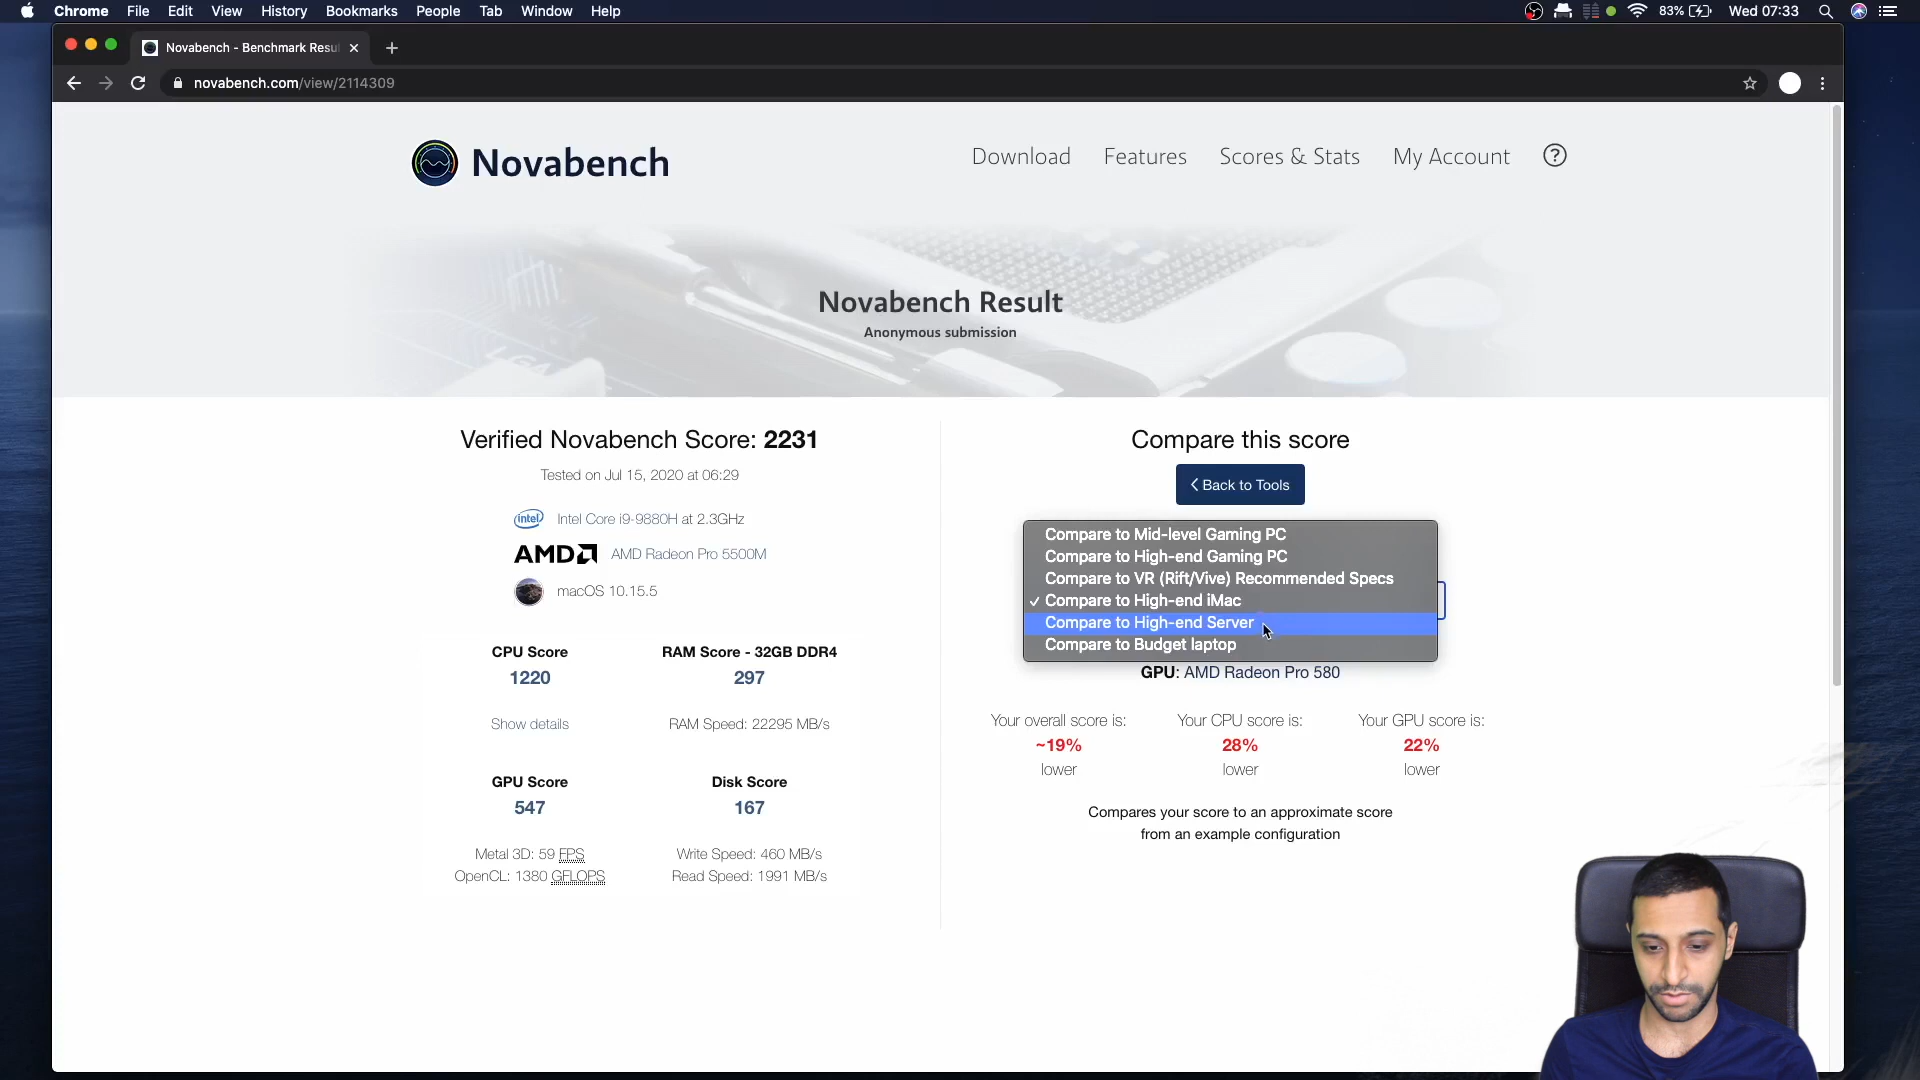 Chrome File Edit View History Bookmarks People Tab Window Help
83% Wed 07:33
Novabench - Benchmark Resu
novabench.com/view/2114309
Novabench
Download Features Scores & Stats My Account ?
Novabench Result
Anonymous submission
Verified Novabench Score: 2231
Tested on Jul 15, 2020 at 06:29
intel Intel Core i9-9880H at 2.3GHz
AMD AMD Radeon Pro 5500M
macOS 10.15.5
CPU Score
1220
Show details
RAM Score - 32GB DDR4
297
RAM Speed: 22295 MB/s
GPU Score
547
Metal 3D: 59 FPS
OpenCL: 1380 GFLOPS
Disk Score
167
Write Speed: 460 MB/s
Read Speed: 1991 MB/s
Compare this score
Back to Tools
Compare to Mid-level Gaming PC
Compare to High-end Gaming PC
Compare to VR (Rift/Vive) Recommended Specs
✓ Compare to High-end iMac
Compare to High-end Server
Compare to Budget laptop
GPU: AMD Radeon Pro 580
Your overall score is:
~19%
lower
Your CPU score is:
28%
lower
Your GPU score is:
22%
lower
Compares your score to an approximate score
from an example configuration